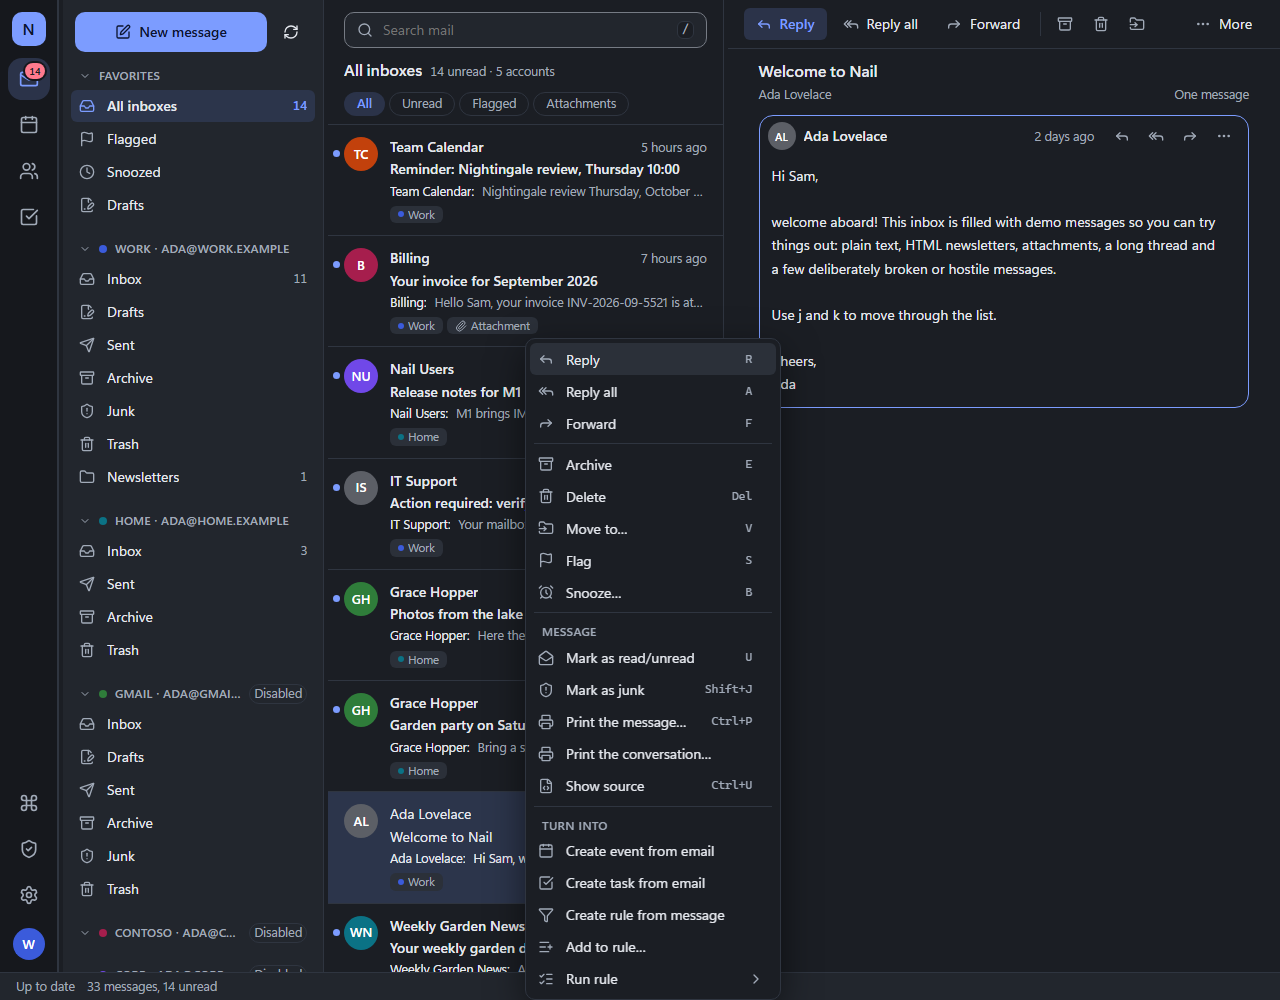 N
14
New message
FAVORITES
All inboxes 14
Flagged
Snoozed
Drafts
WORK · ADA@WORK.EXAMPLE
Inbox 11
Drafts
Sent
Archive
Junk
Trash
Newsletters 1
HOME · ADA@HOME.EXAMPLE
Inbox 3
Sent
Archive
Trash
GMAIL · ADA@GMAI... Disabled
Inbox
Drafts
Sent
Archive
Junk
Trash
CONTOSO · ADA@C... Disabled
W
Up to date 33 messages, 14 unread
Search mail /
All inboxes 14 unread · 5 accounts
All Unread Flagged Attachments
TC Team Calendar 5 hours ago
Reminder: Nightingale review, Thursday 10:00
Team Calendar: Nightingale review Thursday, October ...
Work
B Billing 7 hours ago
Your invoice for September 2026
Billing: Hello Sam, your invoice INV-2026-09-5521 is at...
Work Attachment
NU Nail Users
Release notes for M1
Nail Users: M1 brings IM
Home
IS IT Support
Action required: verif
IT Support: Your mailbo
Work
GH Grace Hopper
Photos from the lake
Grace Hopper: Here the
Home
GH Grace Hopper
Garden party on Satu
Grace Hopper: Bring a s
Home
AL Ada Lovelace
Welcome to Nail
Ada Lovelace: Hi Sam, w
Work
WN Weekly Garden News
Your weekly garden d
Weekly Garden News: A
Reply Reply all Forward More
Welcome to Nail
Ada Lovelace One message
AL Ada Lovelace 2 days ago
Hi Sam,
welcome aboard! This inbox is filled with demo messages so you can try
things out: plain text, HTML newsletters, attachments, a long thread and
a few deliberately broken or hostile messages.
Use j and k to move through the list.
heers,
da
Reply R
Reply all A
Forward F
Archive E
Delete Del
Move to... V
Flag S
Snooze... B
MESSAGE
Mark as read/unread U
Mark as junk Shift+J
Print the message... Ctrl+P
Print the conversation...
Show source Ctrl+U
TURN INTO
Create event from email
Create task from email
Create rule from message
Add to rule...
Run rule